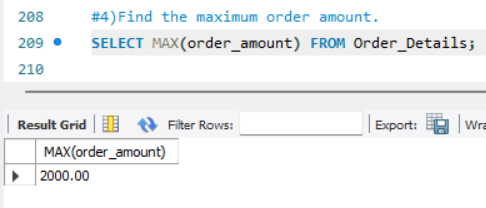 208 #4)Find the maximum order amount.
209 SELECT MAX(order_amount) FROM Order_Details;
210
Result Grid Filter Rows: Export:
MAX(order_amount)
2000.00